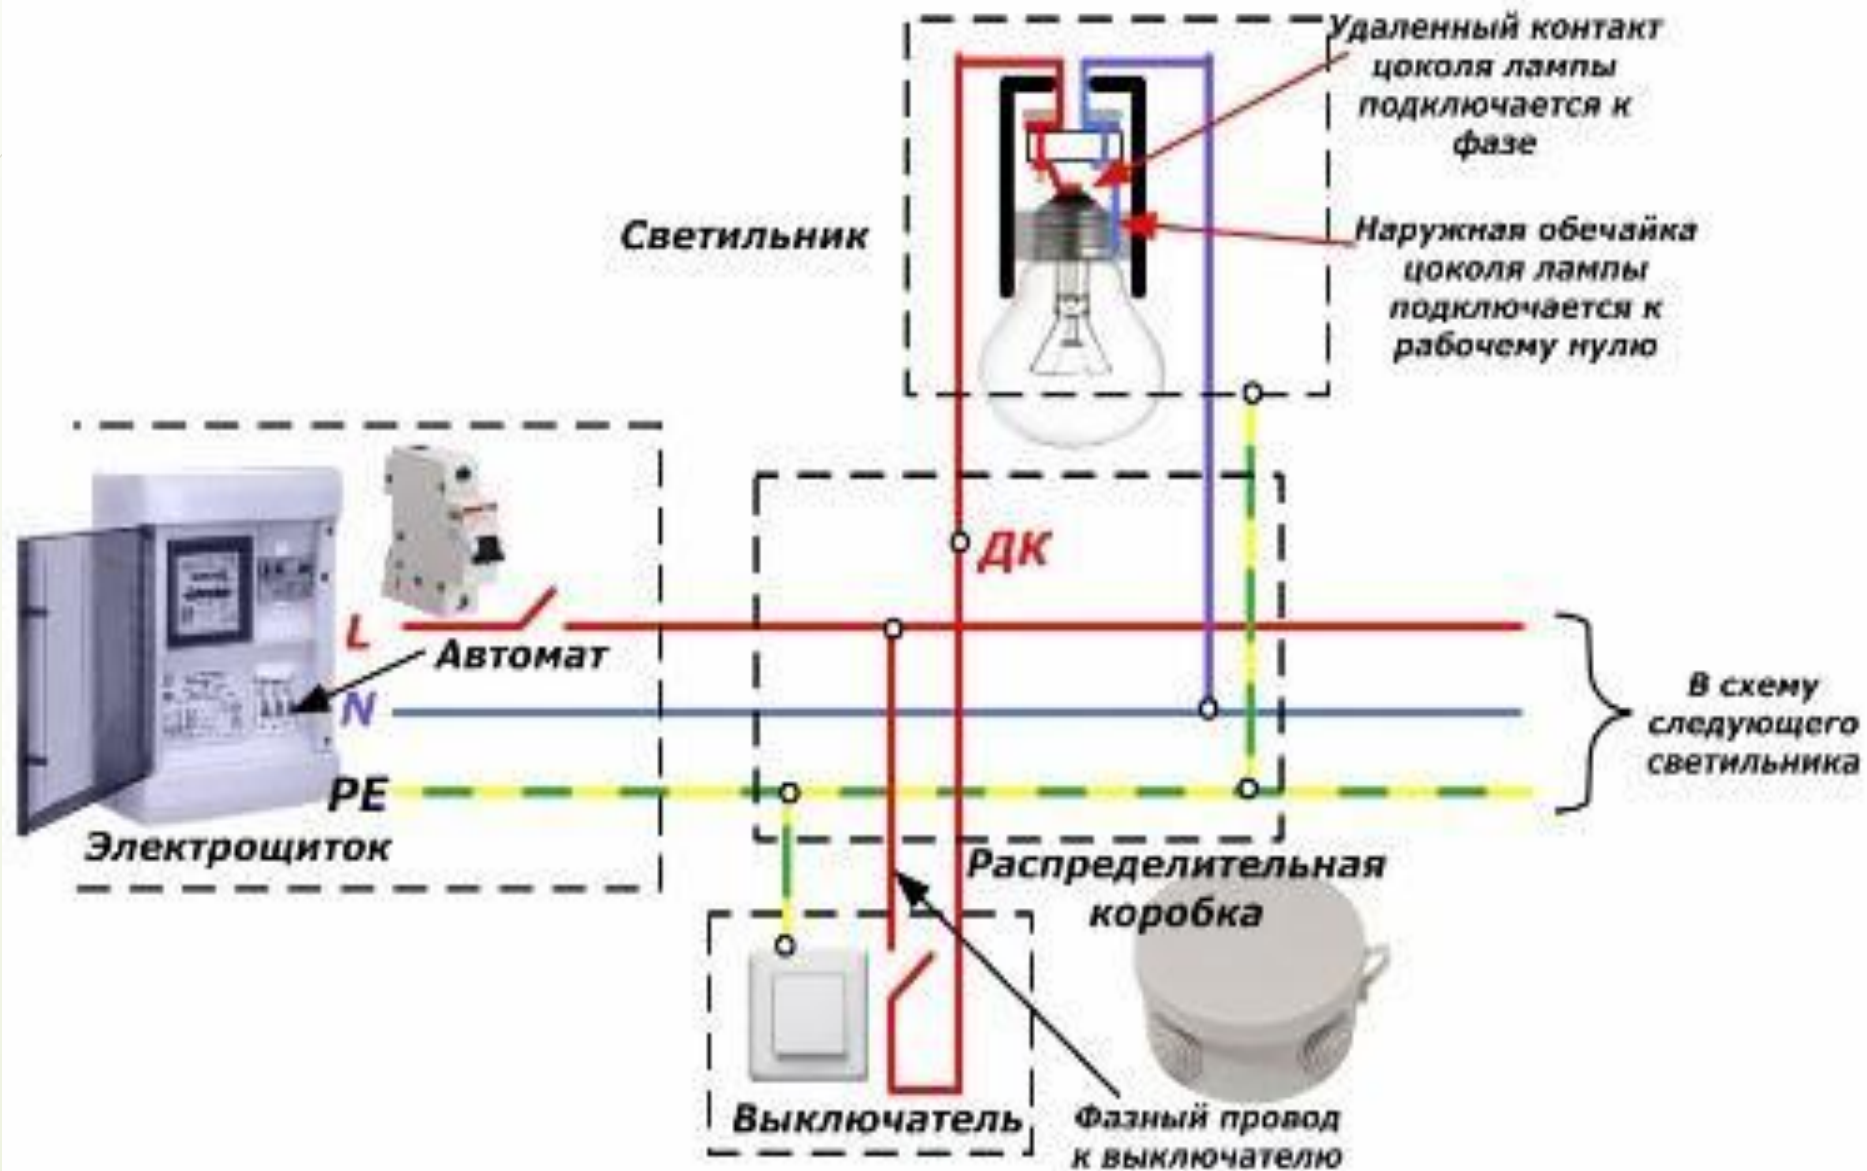 Удаленный контакт
цоколя лампы
подключается к
фазе
Светильник
Наружная обечайка
цоколя лампы
подключается к
рабочему нулю
ДК
L
Автомат
N
PE
Электрощиток
В схему
следующего
светильника
Распределительная
коробка
Выключатель
Фазный провод
к выключателю